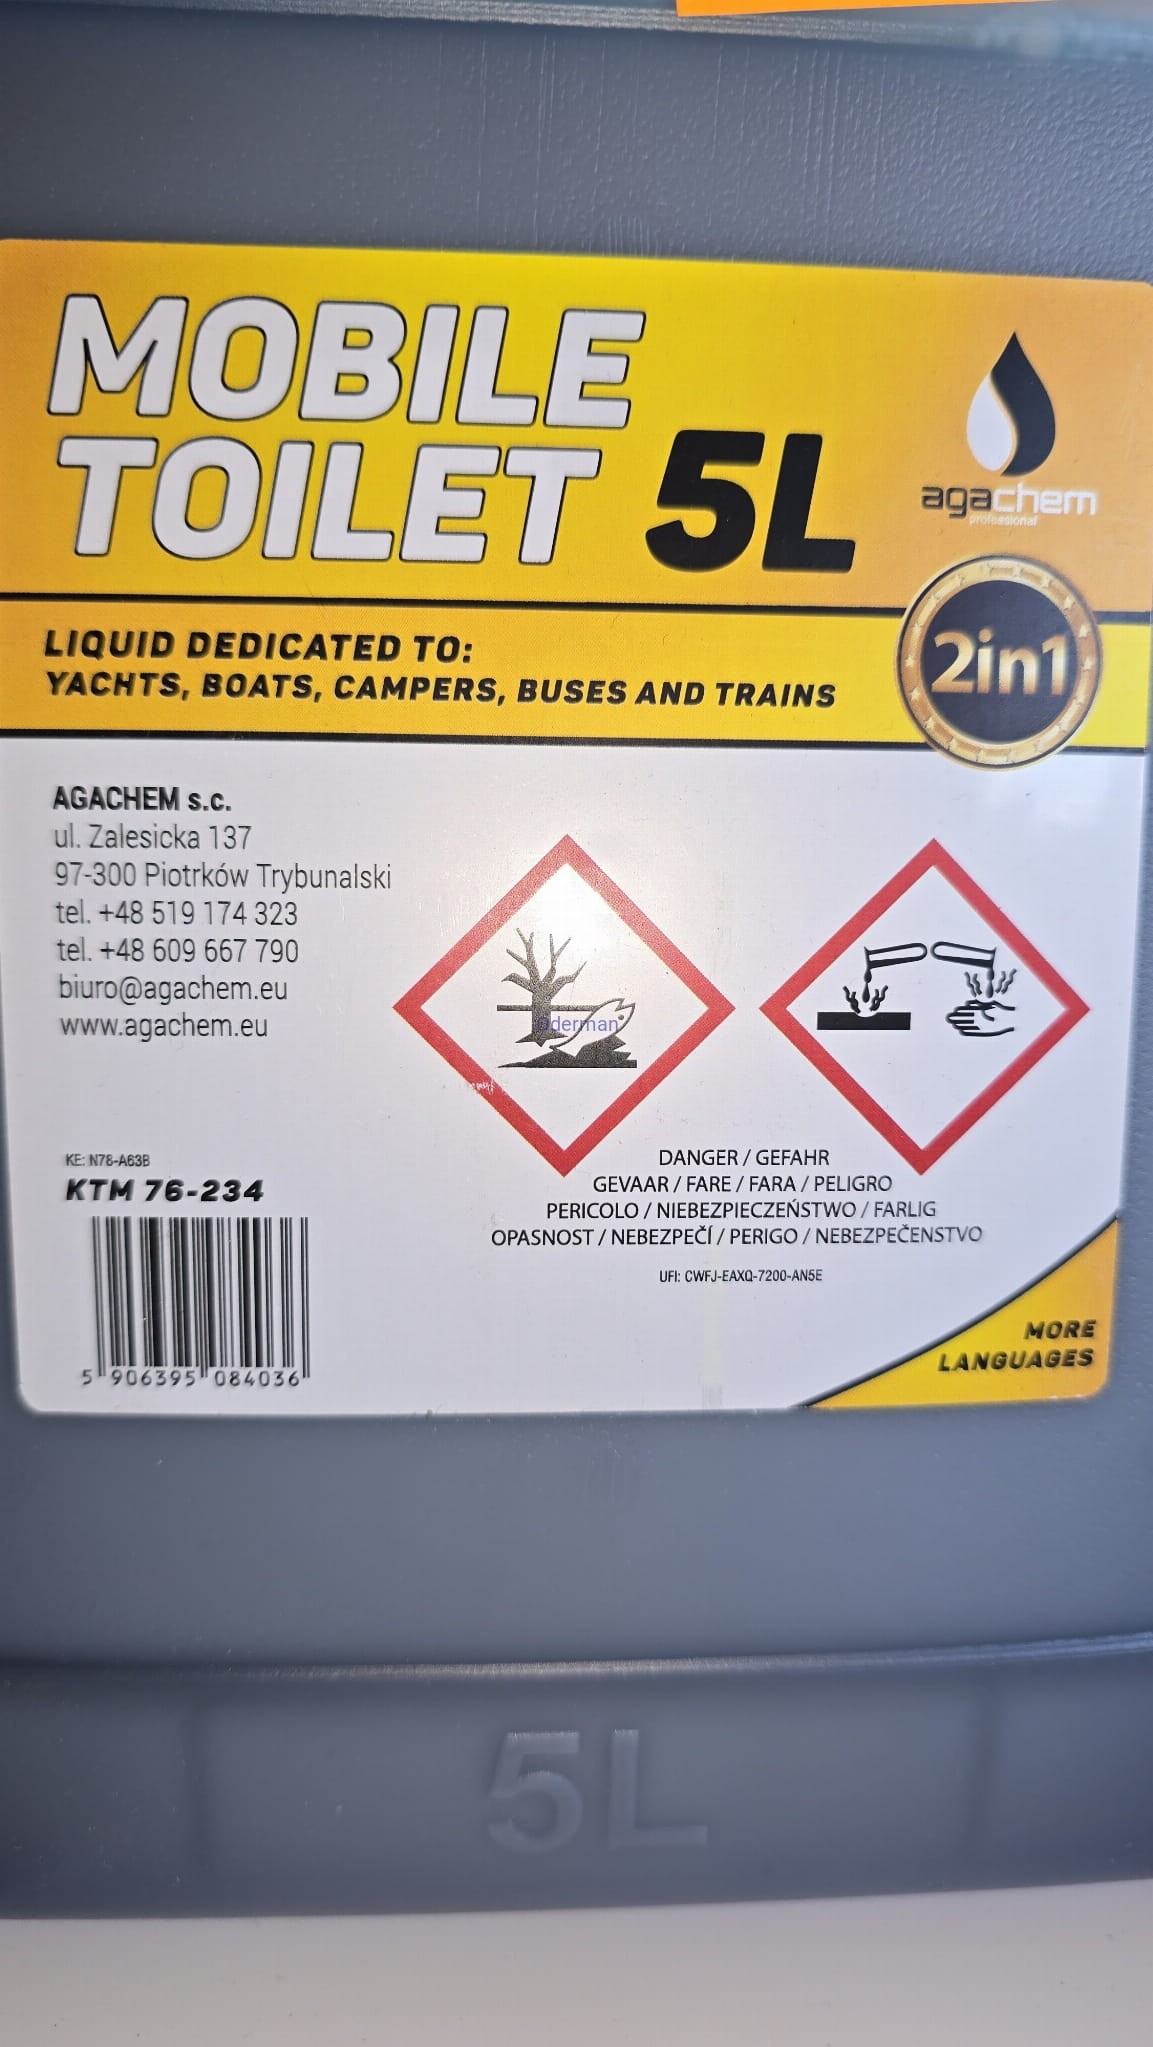 MOBILE
TOILET 5L
agachem
professional
2in1
LIQUID DEDICATED TO:
YACHTS, BOATS, CAMPERS, BUSES AND TRAINS
AGACHEM s.c.
ul. Zalesicka 137
97-300 Piotrków Trybunalski
tel. +48 519 174 323
tel. +48 609 667 790
biuro@agachem.eu
www.agachem.eu
KE: N78-A63B
KTM 76-234
5 906395 084036
DANGER / GEFAHR
GEVAAR / FARE / FARA / PELIGRO
PERICOLO / NIEBEZPIECZEŃSTWO / FARLIG
OPASNOST / NEBEZPEČÍ / PERIGO / NEBEZPEČENSTVO
UFI: CWFJ-EAXQ-7200-AN5E
MORE
LANGUAGES
5L